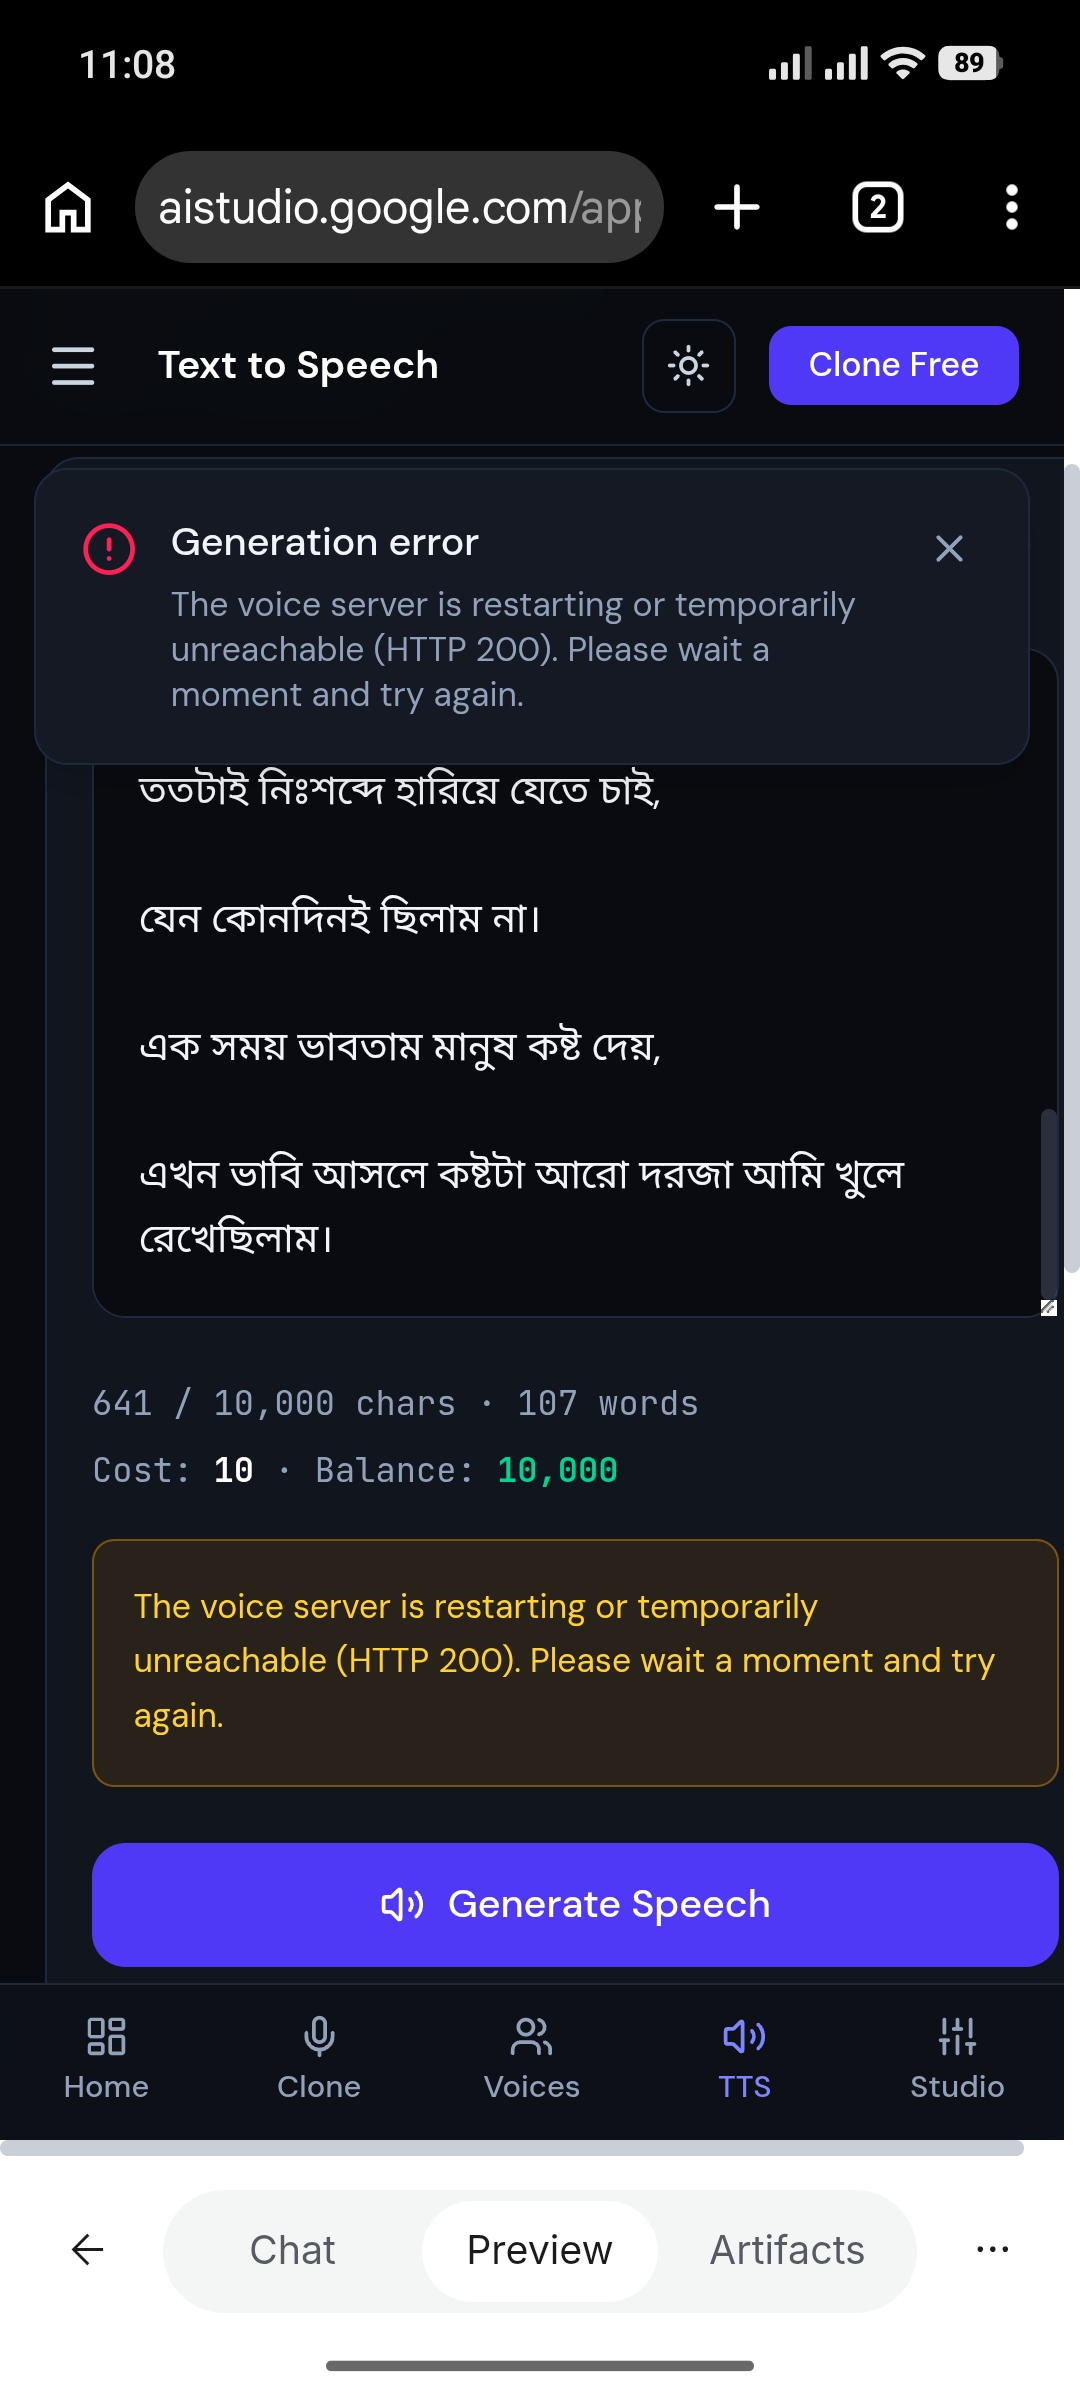 11:08
89
aistudio.google.com/app
2
Text to Speech
Clone Free
Generation error
The voice server is restarting or temporarily
unreachable (HTTP 200). Please wait a
moment and try again.
ততটাই নিঃশব্দে হারিয়ে যেতে চাই,
যেন কোনদিনই ছিলাম না।
এক সময় ভাবতাম মানুষ কষ্ট দেয়,
এখন ভাবি আসলে কষ্টটা আরো দরজা আমি খুলে
রেখেছিলাম।
641 / 10,000 chars · 107 words
Cost: 10 · Balance: 10,000
The voice server is restarting or temporarily
unreachable (HTTP 200). Please wait a moment and try
again.
Generate Speech
Home
Clone
Voices
TTS
Studio
Chat
Preview
Artifacts